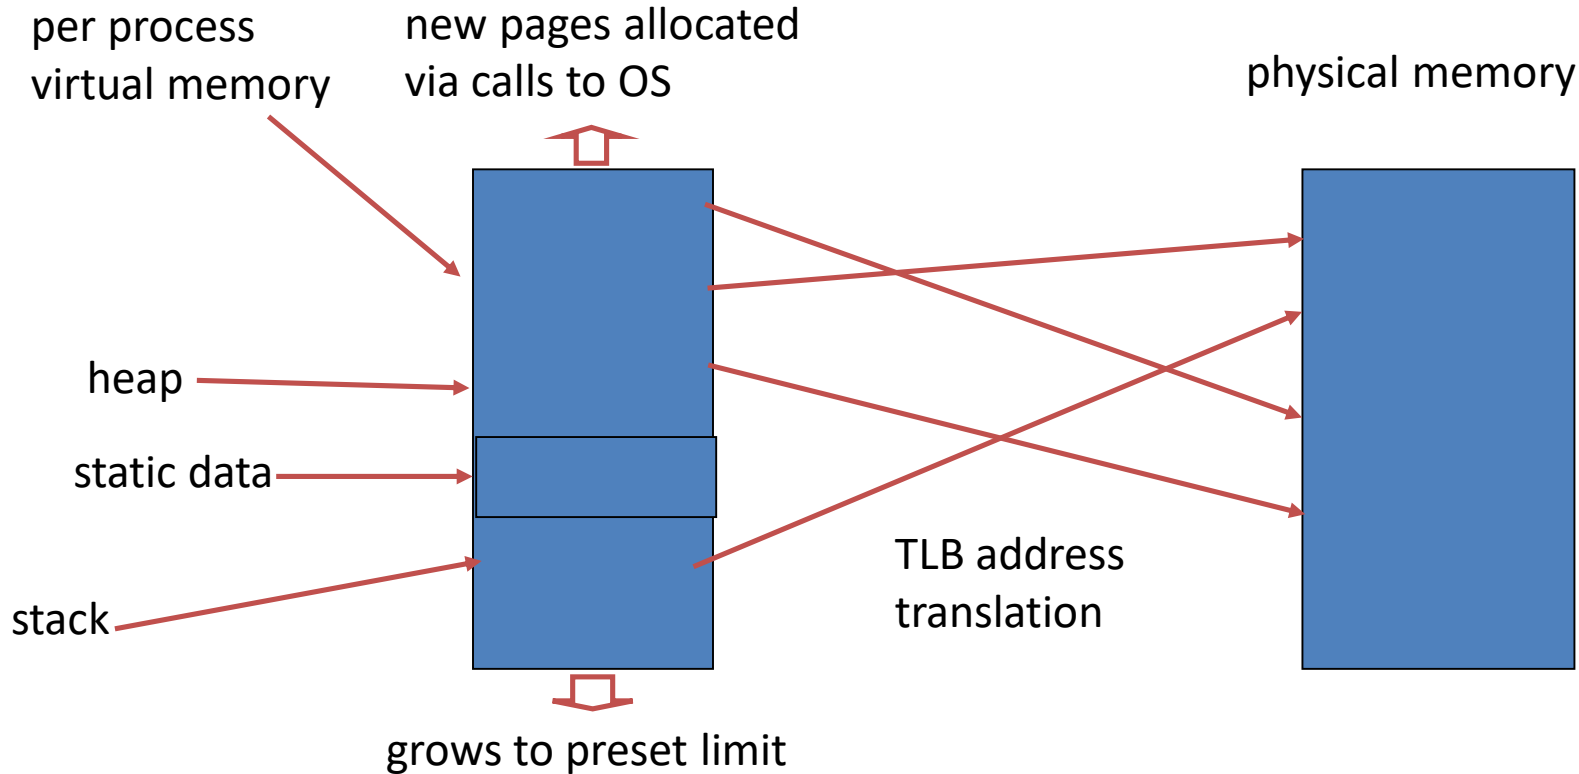 per process
virtual memory
new pages allocated
via calls to OS
physical memory
heap
static data
stack
TLB address
translation
grows to preset limit